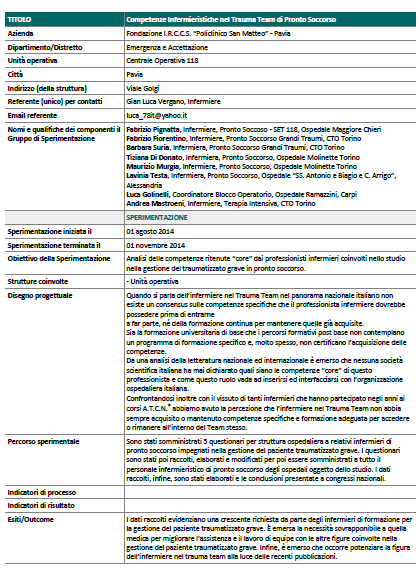 TITOLO Competenze Infermieristiche nel Trauma Team di Pronto Soccorso
Azienda Fondazione I.R.C.C.S. "Policlinico San Matteo" - Pavia
Dipartimento/Distretto Emergenza e Accettazione
Unità operativa Centrale Operativa 118
Città Pavia
Indirizzo (della struttura) Viale Golgi
Referente (unico) per contatti Gian Luca Vergano, Infermiere
Email referente luca_78it@yahoo.it
Nomi e qualifiche dei componenti il Fabrizio Pignatta, Infermiere, Pronto Soccoso - SET 118, Ospedale Maggiore Chieri
Gruppo di Sperimentazione Fabrizio Fiorentino, Infermiere, Pronto Soccorso Grandi Traumi, CTO Torino
Barbara Suria, Infermiera, Pronto Soccorso Grandi Traumi, CTO Torino
Tiziana Di Donato, Infermiera, Pronto Soccorso, Ospedale Molinette Torino
Maurizio Murgia, Infermiere, Pronto Soccorso, Ospedale Molinette Torino
Lavinia Testa, Infermiera, Pronto Soccorso, Ospedale "SS. Antonio e Biagio e C. Arrigo",
Alessandria
Luca Golinelli, Coordinatore Blocco Operatorio, Ospedale Ramazzini, Carpi
Andrea Mastroeni, Infermiere, Terapia Intensiva, CTO Torino
SPERIMENTAZIONE
Sperimentazione iniziata il 01 agosto 2014
Sperimentazione terminata il 01 novembre 2014
Obiettivo della Sperimentazione Analisi delle competenze ritenute "core" dai professionisti infermieri coinvolti nello studio
nella gestione del traumatizzato grave in pronto soccorso.
Strutture coinvolte - Unità operativa
Disegno progettuale Quando si parla dell'infermiere nel Trauma Team nel panorama nazionale italiano non
esiste un consensus sulle competenze specifiche che il professionista infermiere dovrebbe
possedere prima di entrarne
a far parte, né della formazione continua per mantenere quelle già acquisite.
Sia la formazione universitaria di base che i percorsi formativi post base non contemplano
un programma di formazione specifico e, molto spesso, non certificano l'acquisizione delle
competenze.
Da una analisi della letteratura nazionale ed internazionale è emerso che nessuna società
scientifica italiana ha mai dichiarato quali siano le competenze "core" di questo
professionista e come questo ruolo vada ad inserirsi ed interfacciarsi con l'organizzazione
ospedaliera italiana.
Confrontandosi inoltre con il vissuto di tanti infermieri che hanno partecipato negli anni ai
corsi A.T.C.N.® abbiamo avuto la percezione che l'infermiere nel Trauma Team non abbia
sempre acquisito o mantenuto competenze specifiche e formazione adeguata per accedere
o rimanere all'interno del Team stesso.
Percorso sperimentale Sono stati somministrati 5 questionari per struttura ospedaliera a relativi infermieri di
pronto soccorso impegnati nella gestione del paziente traumatizzato grave. I questionari
sono stati poi raccolti, elaborati e modificati per poi essere somministrati a tutto il
personale infermieristico di pronto soccorso degli ospedali oggetto dello studio. I dati
raccolti, infine, sono stati elaborati e le conclusioni presentate a congressi nazionali.
Indicatori di processo
Indicatori di risultato
Esiti/Outcome I dati raccolti evidenziano una crescente richiesta da parte degli infermieri di formazione per
la gestione del paziente traumatizzato grave. È emersa la necessità sovrapponibile a quella
medica per migliorare l'assistenza e il lavoro di equipe con le altre figure coinvolte nella
gestione del paziente traumatizzato grave. Infine, è emerso che occorre potenziare la figura
dell'infermiere nel trauma team alla luce delle recenti pubblicazioni.